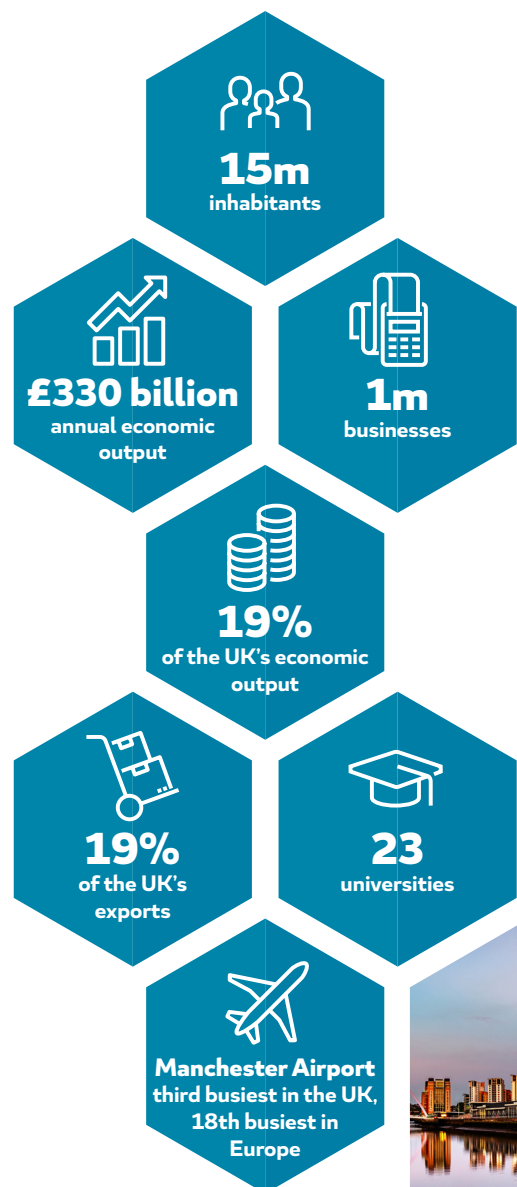 15m
inhabitants
£330 billion
annual economic
output
1m
businesses
19%
of the UK’s economic
output
19%
of the UK’s
exports
23
universities
Manchester Airport
third busiest in the UK,
18th busiest in
Europe